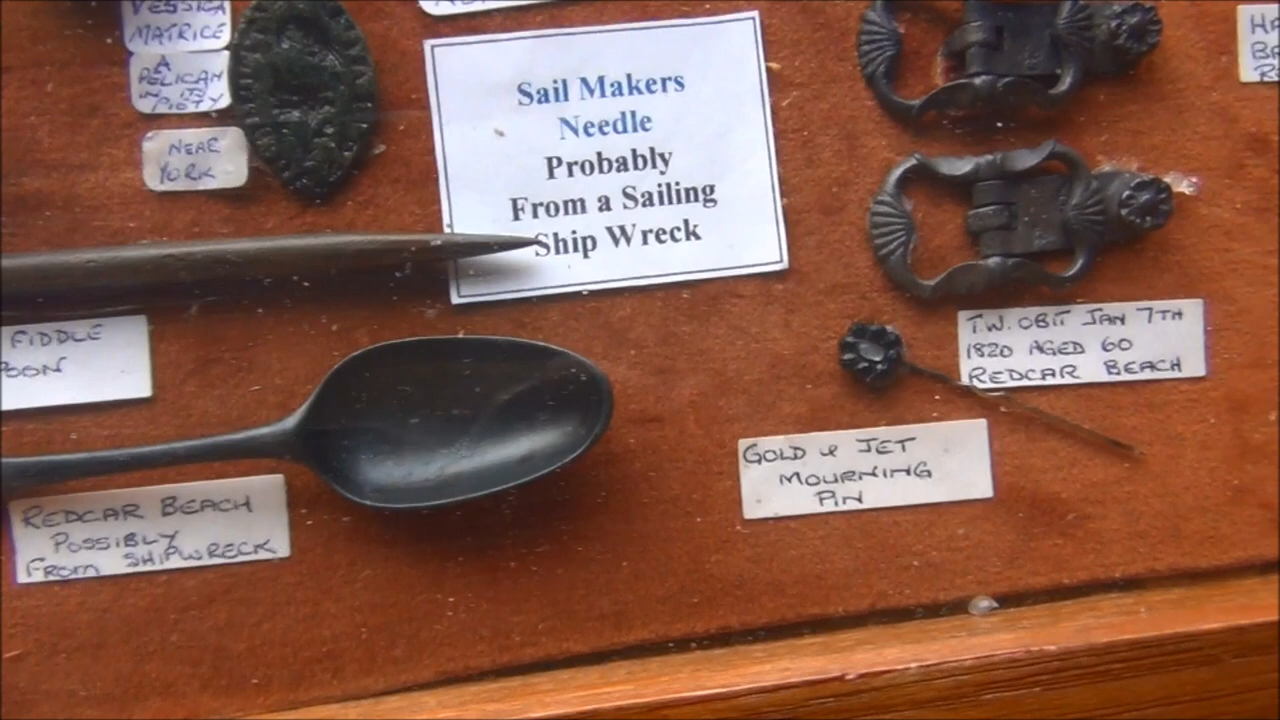 VESSICA
MATRICE
A
PELICAN
IN ITS
PIETY
NEAR
YORK
Sail Makers
Needle
Probably
From a Sailing
Ship Wreck
FIDDLE
REDCAR BEACH
POSSIBLY
FROM SHIPWRECK
T.W. OBIT JAN 7TH
1820 AGED 60
REDCAR BEACH
GOLD & JET
MOURNING
PIN